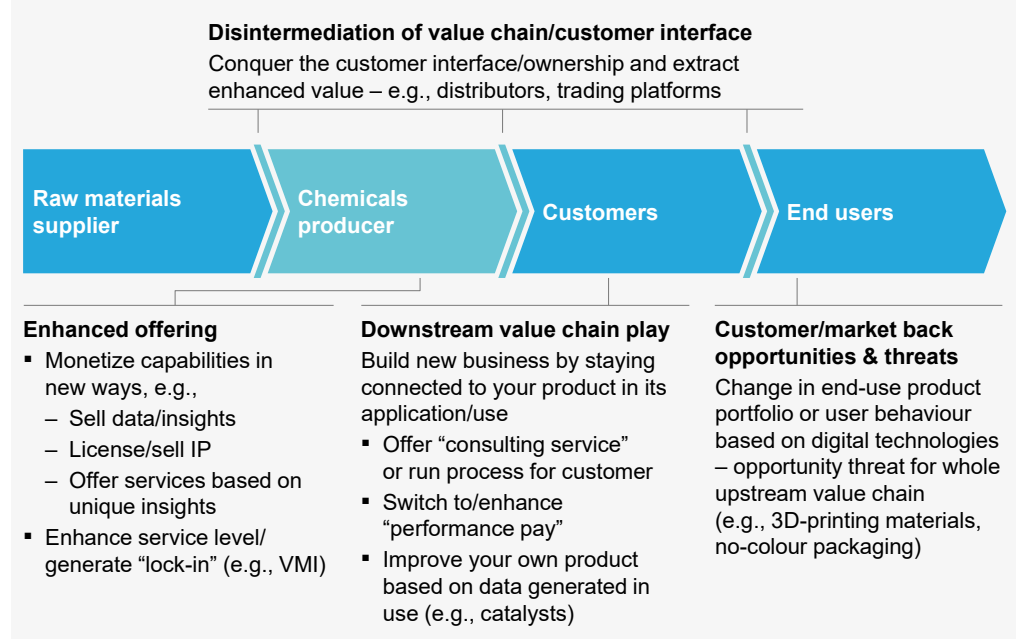 Disintermediation of value chain/customer interface
Conquer the customer interface/ownership and extract
enhanced value – e.g., distributors, trading platforms
Raw materials
supplier
Chemicals
producer
Customers
End users
Enhanced offering
▪ Monetize capabilities in
new ways, e.g.,
– Sell data/insights
– License/sell IP
– Offer services based on
unique insights
▪ Enhance service level/
generate “lock-in” (e.g., VMI)
Downstream value chain play
Build new business by staying
connected to your product in its
application/use
▪ Offer “consulting service”
or run process for customer
▪ Switch to/enhance
“performance pay”
▪ Improve your own product
based on data generated in
use (e.g., catalysts)
Customer/market back
opportunities & threats
Change in end-use product
portfolio or user behaviour
based on digital technologies
– opportunity threat for whole
upstream value chain
(e.g., 3D-printing materials,
no-colour packaging)